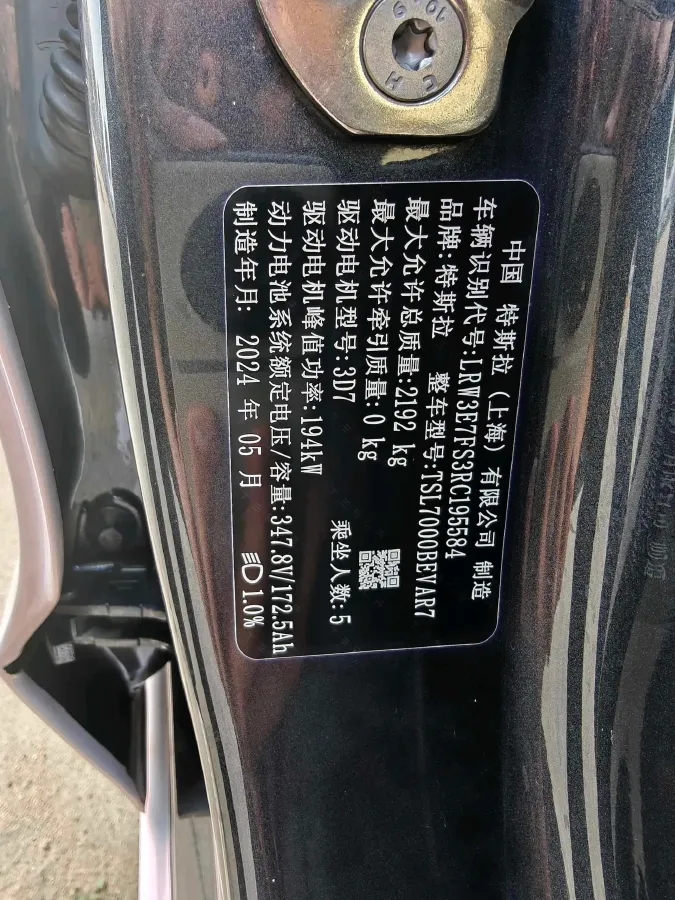 中国 特斯拉（上海）有限公司 制造
车辆识别代号:LRW3E7FS3RC195584
品牌:特斯拉 整车型号:TSL7000BEVAR7
最大允许总质量:2192 kg
最大允许牵引质量:0 kg
驱动电机型号:3D7 乘坐人数:5
驱动电机峰值功率:194kW
动力电池系统额定电压/容量:347.8V/172.5Ah
制造年月: 2024 年 05 月 1.0%